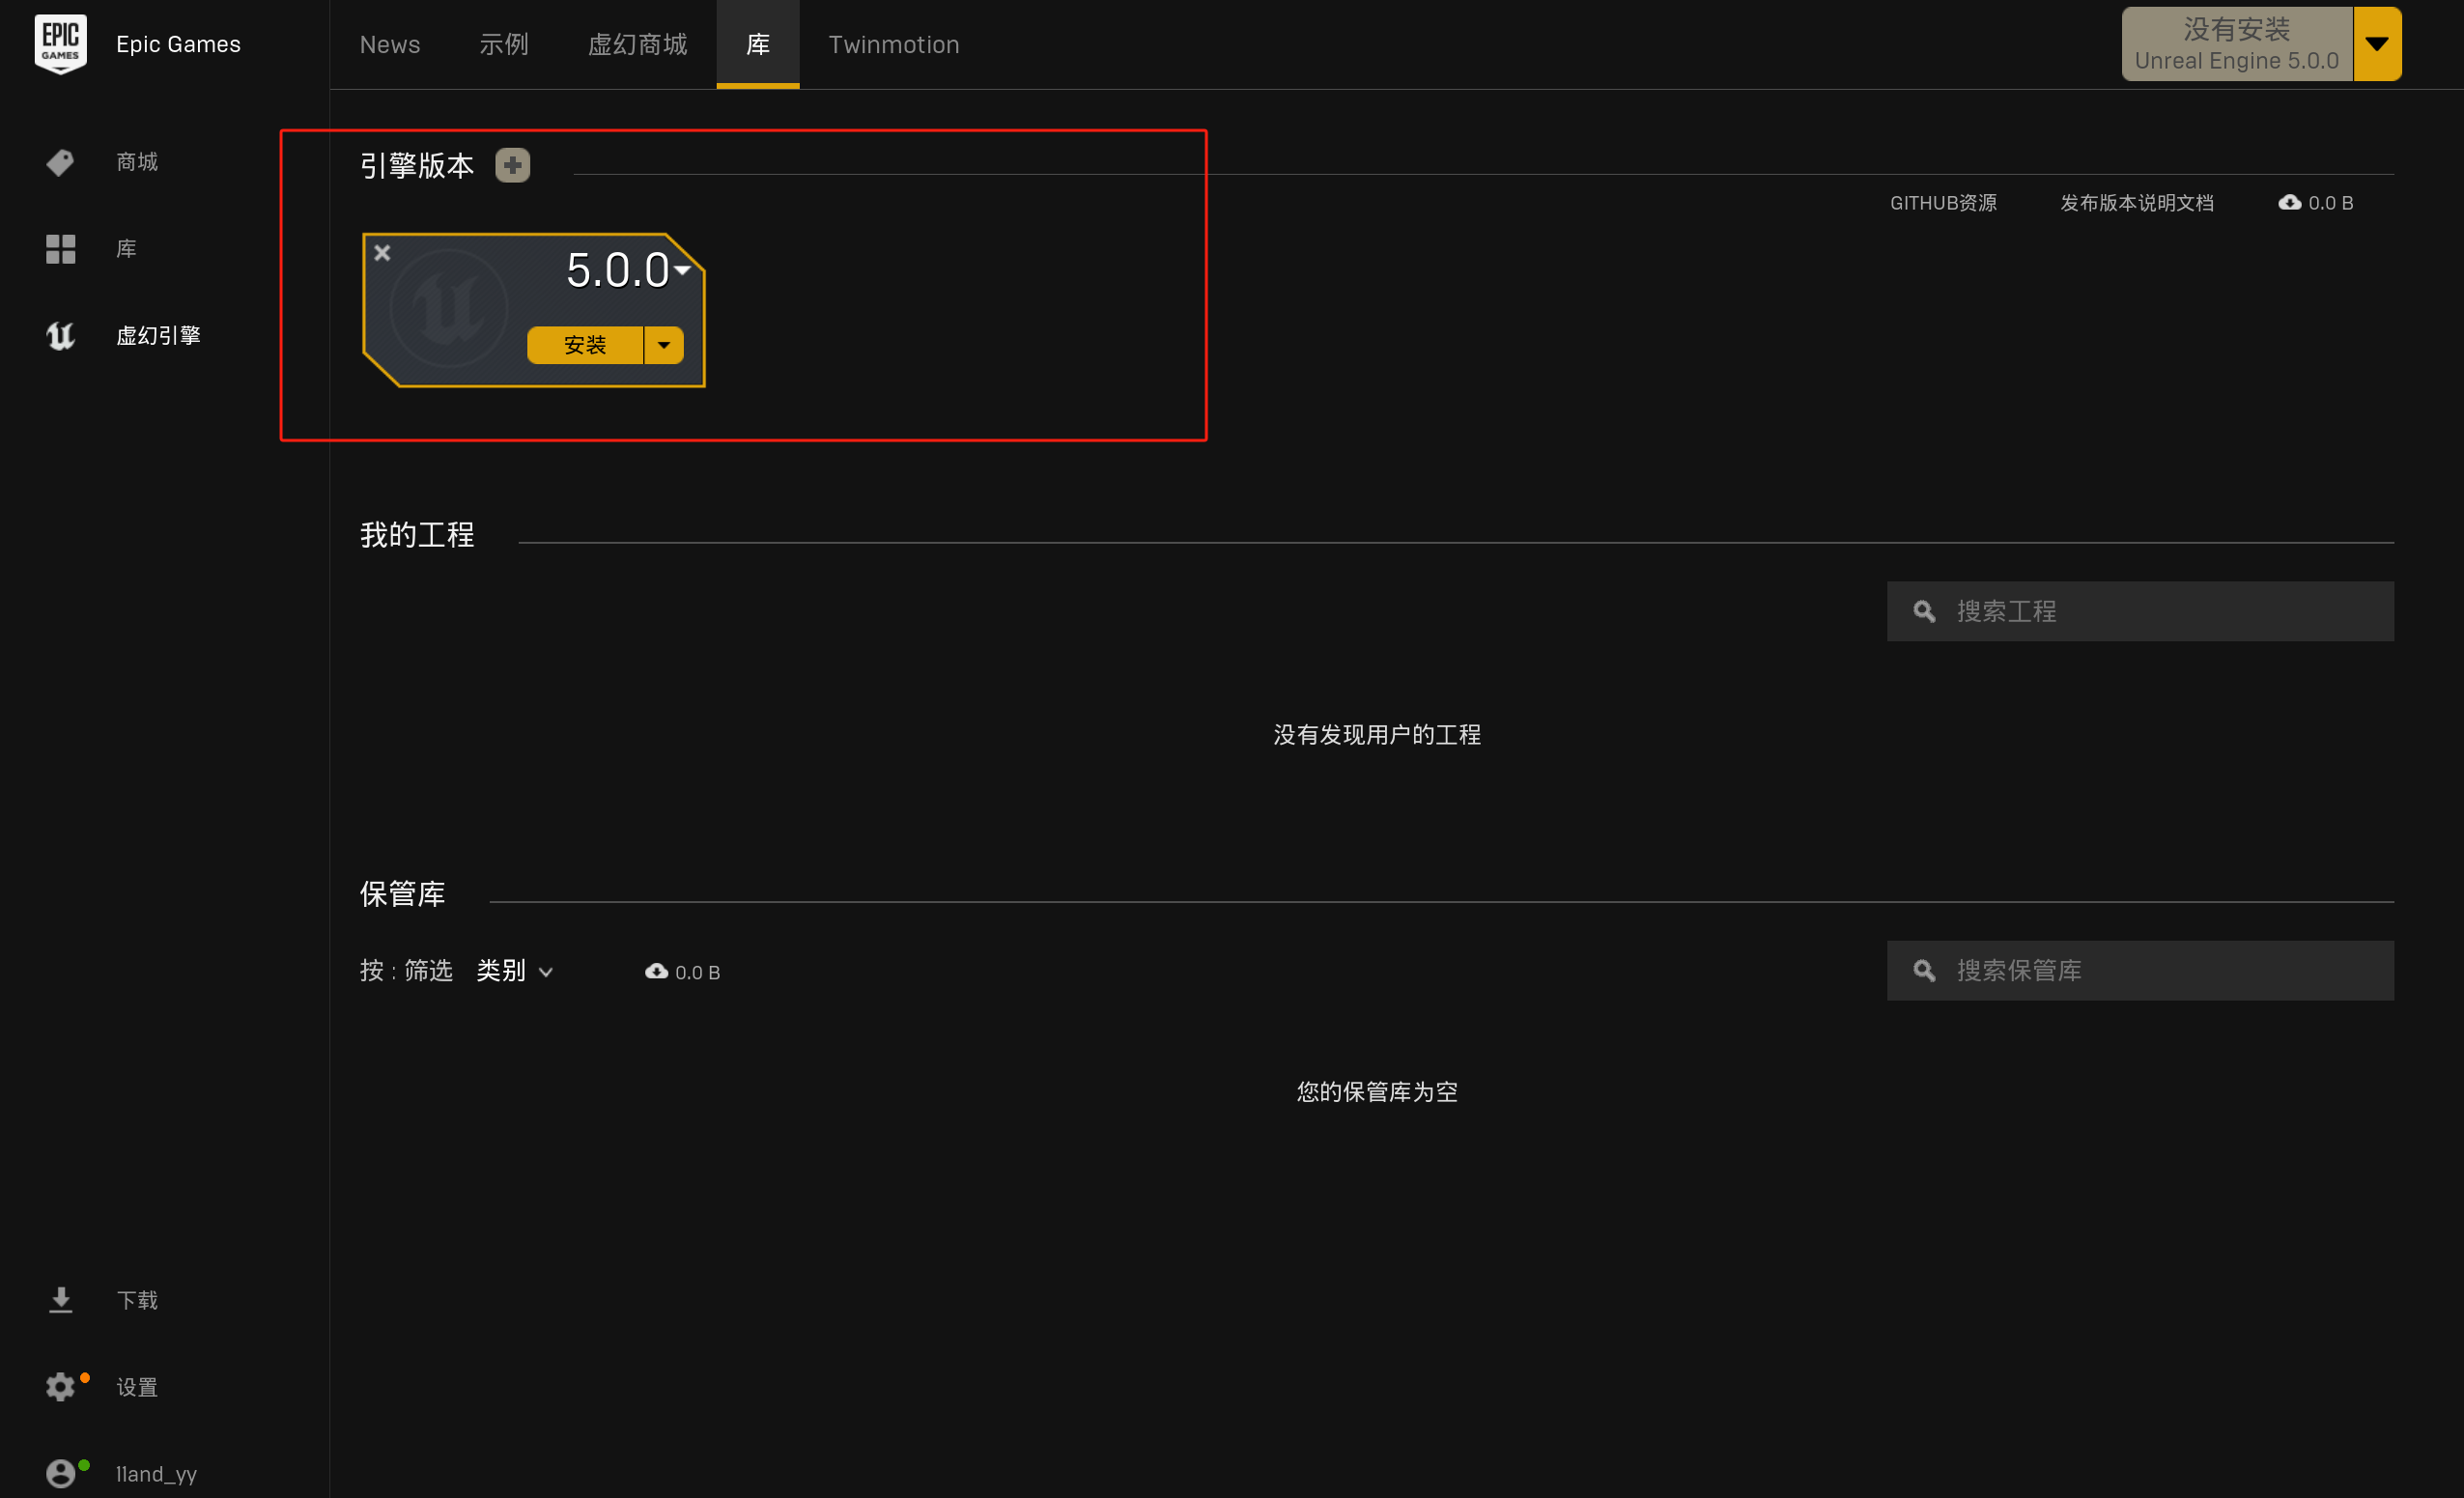 EPIC
GAMES
Epic Games
News
示例
虚幻商城
库
Twinmotion
没有安装
Unreal Engine 5.0.0
商城
库
虚幻引擎
引擎版本
GITHUB资源
发布版本说明文档
0.0 B
5.0.0
安装
我的工程
搜索工程
没有发现用户的工程
保管库
按 : 筛选
类别
0.0 B
搜索保管库
您的保管库为空
下载
设置
11and_yy